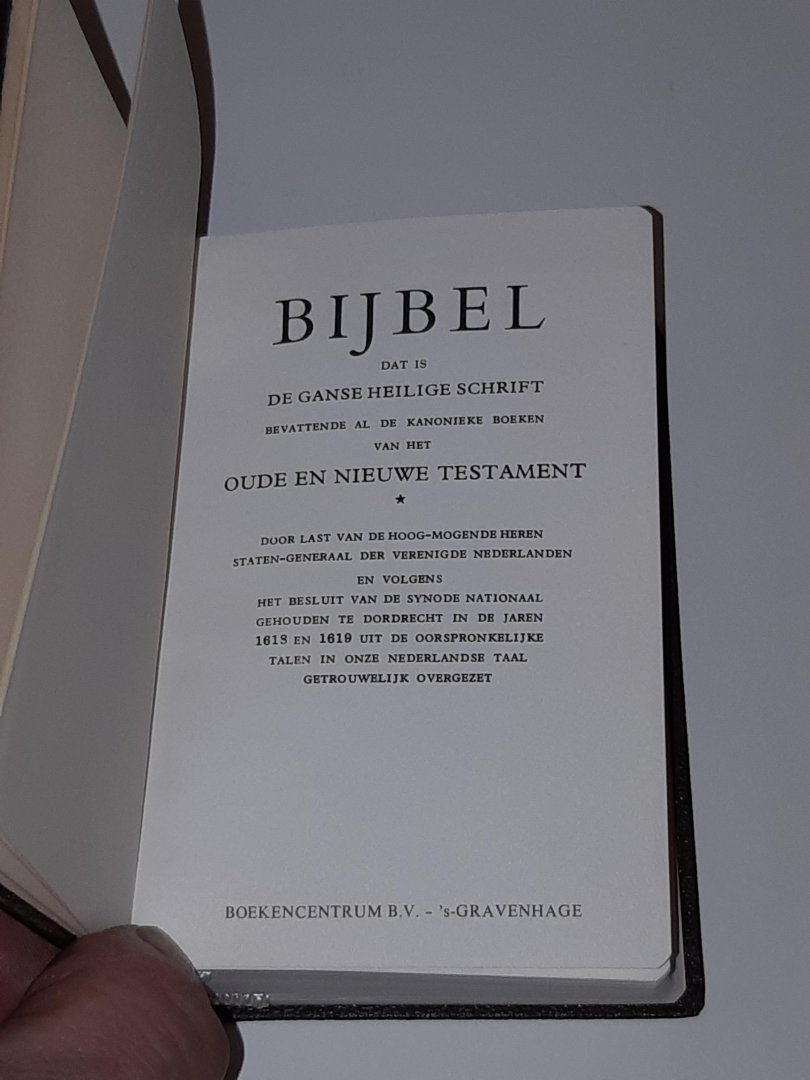 BIJBEL
DAT IS
DE GANSE HEILIGE SCHRIFT
BEVATTENDE AL DE KANONIEKE BOEKEN
VAN HET
OUDE EN NIEUWE TESTAMENT
★
DOOR LAST VAN DE HOOG-MOGENDE HEREN
STATEN-GENERAAL DER VERENIGDE NEDERLANDEN
EN VOLGENS
HET BESLUIT VAN DE SYNODE NATIONAAL
GEHOUDEN TE DORDRECHT IN DE JAREN
1618 EN 1619 UIT DE OORSPRONKELIJKE
TALEN IN ONZE NEDERLANDSE TAAL
GETROUWELIJK OVERGEZET
BOEKENCENTRUM B.V. – 's-GRAVENHAGE